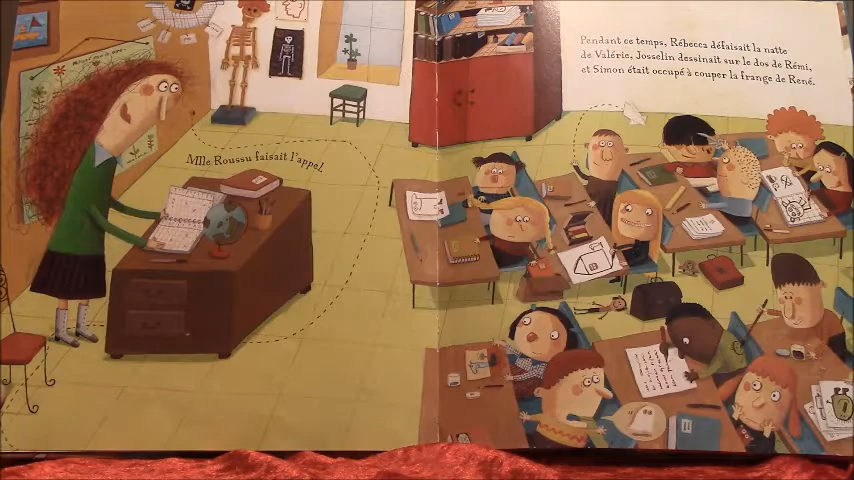 Mlle Roussu faisait l'appel.
Pendant ce temps, Rébecca défaisait la natte
de Valérie, Josselin dessinait sur le dos de Rémi,
et Simon était occupé à couper la frange de René.